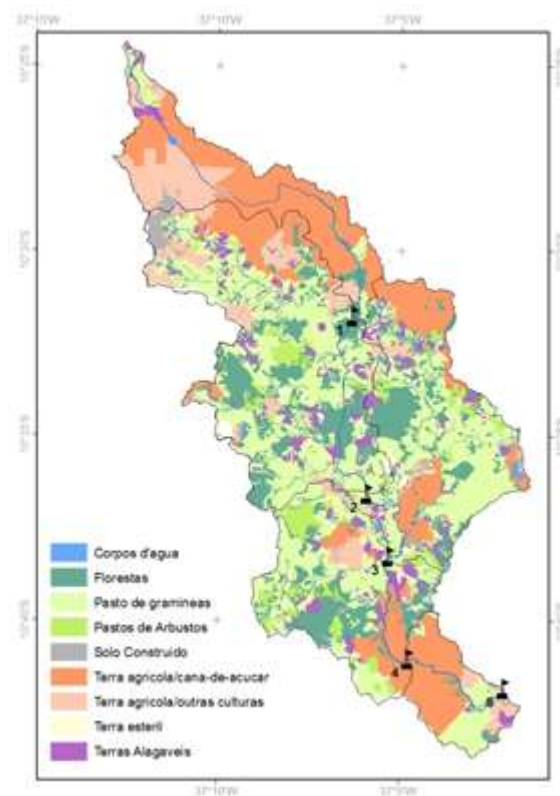 37°10'W 37°5'W
Corpos d'agua
Florestas
Pasto de gramineas
Pastos de Arbustos
Solo Construido
Terra agricola/cana-de-acucar
Terra agricola/outras culturas
Terra esteril
Terras Alagaveis
2
3
4
37°10'W 37°5'W